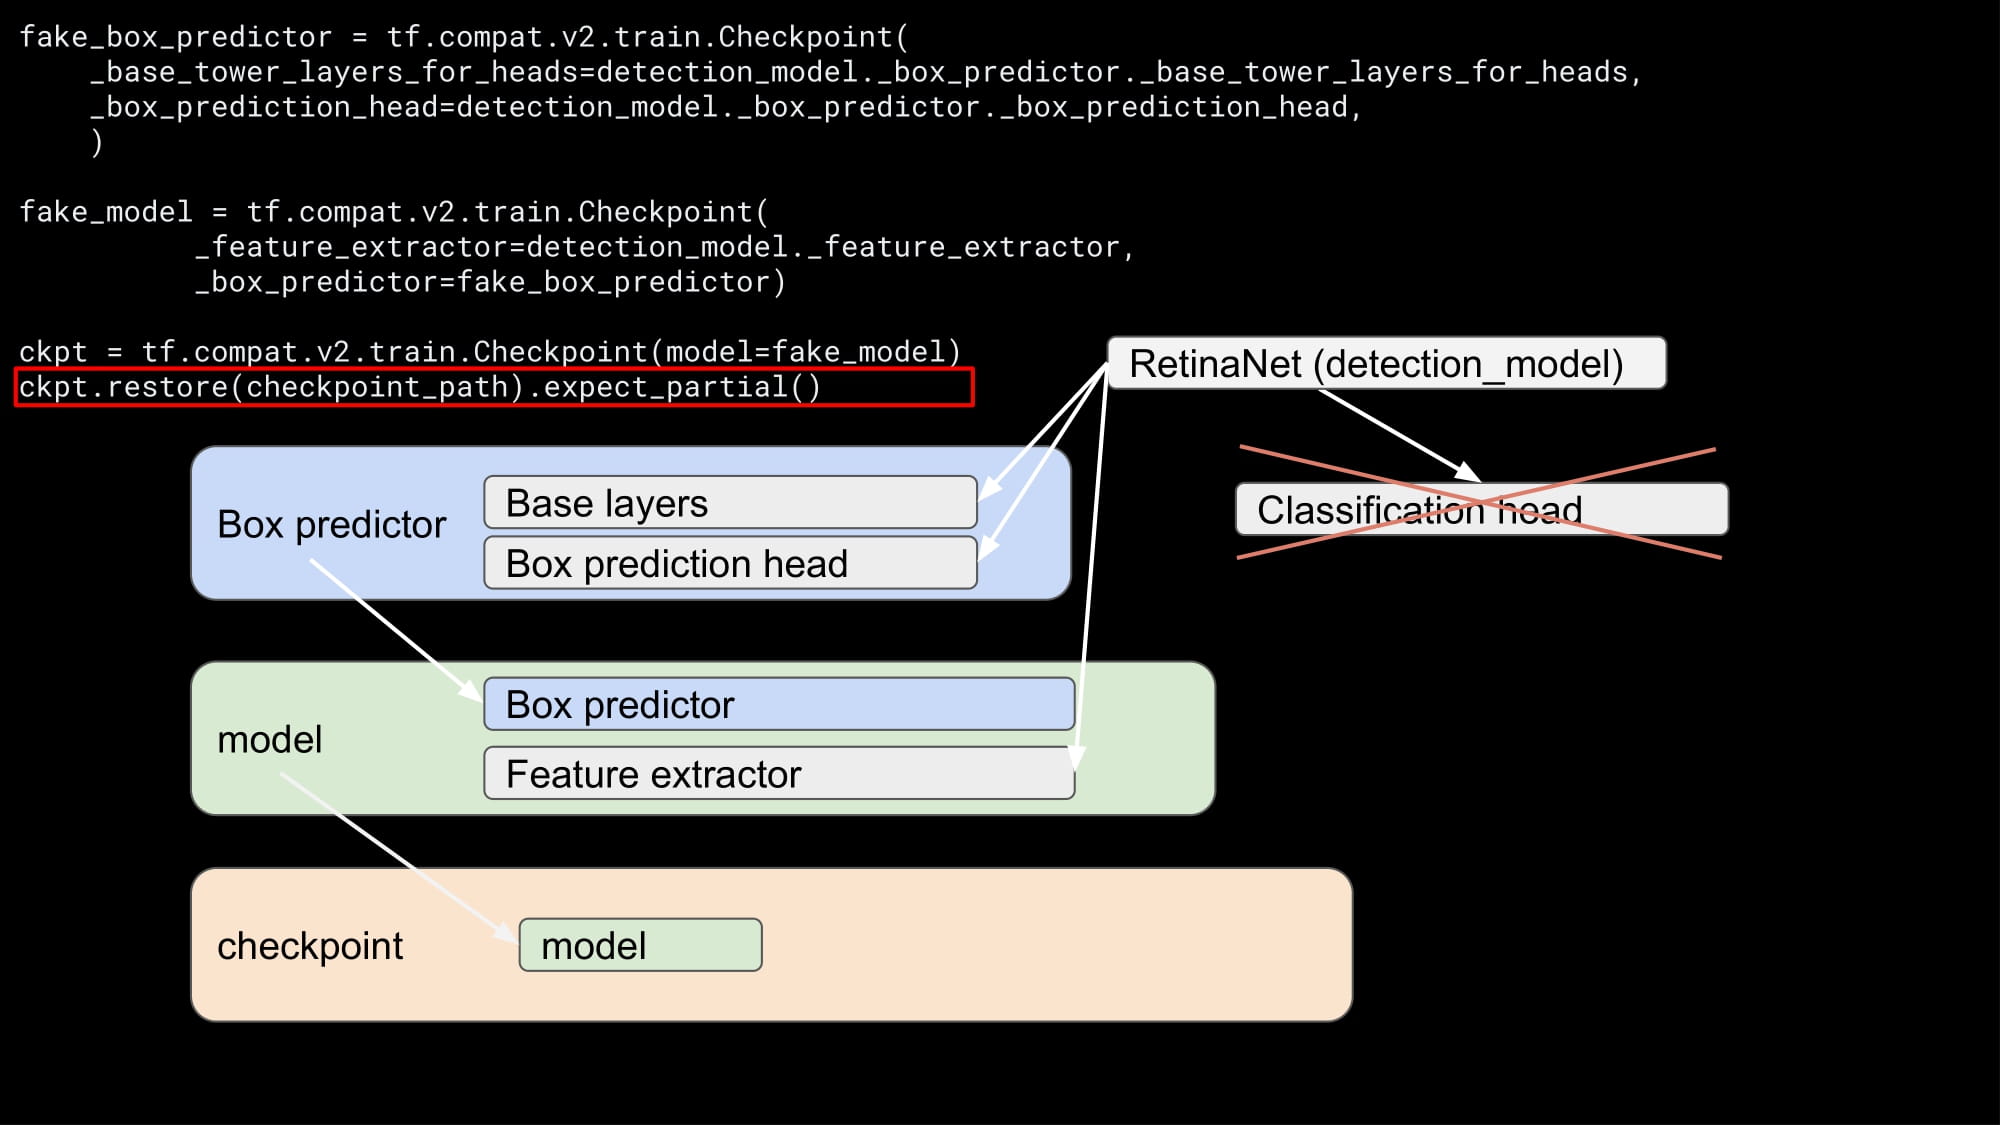 fake_box_predictor = tf.compat.v2.train.Checkpoint(
    _base_tower_layers_for_heads=detection_model._box_predictor._base_tower_layers_for_heads,
    _box_prediction_head=detection_model._box_predictor._box_prediction_head,
    )
fake_model = tf.compat.v2.train.Checkpoint(
          _feature_extractor=detection_model._feature_extractor,
          _box_predictor=fake_box_predictor)
ckpt = tf.compat.v2.train.Checkpoint(model=fake_model)
ckpt.restore(checkpoint_path).expect_partial()
RetinaNet (detection_model)
Classification head
Box predictor
Base layers
Box prediction head
model
Box predictor
Feature extractor
checkpoint
model